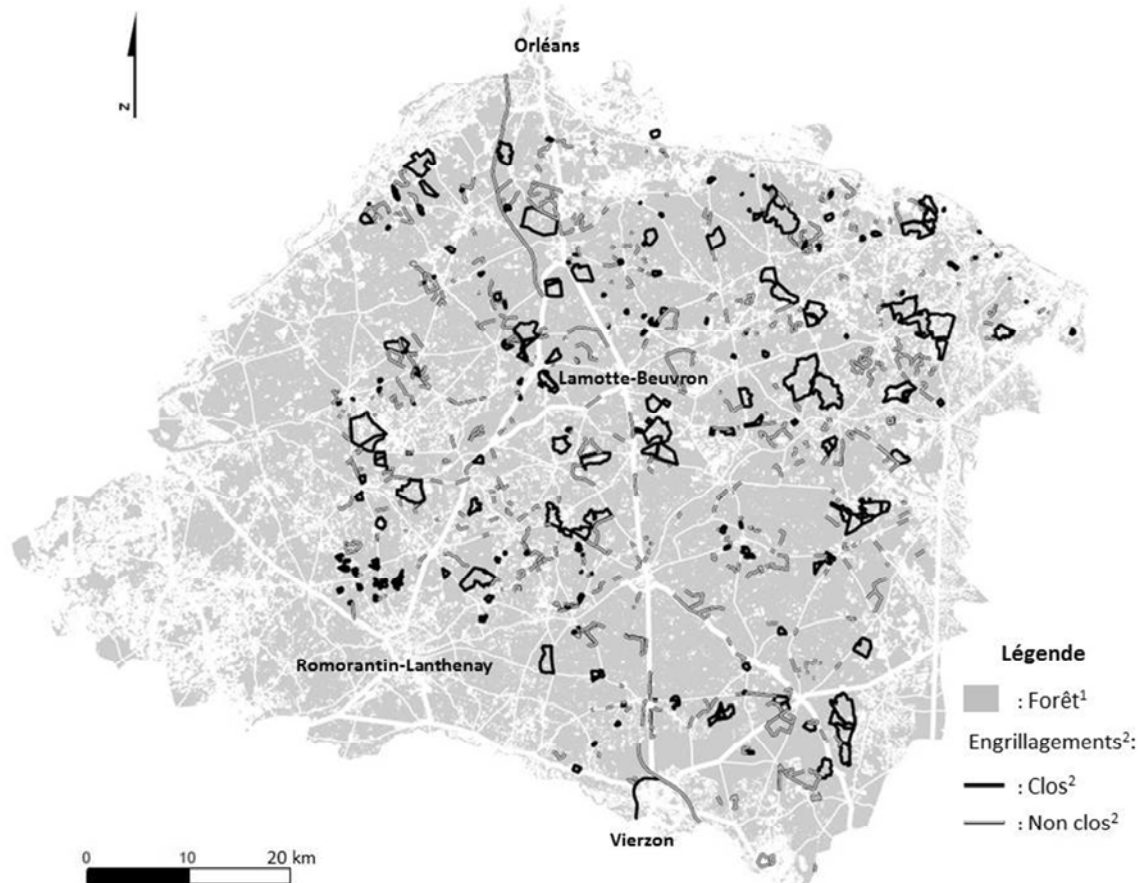 Orléans
N
Lamotte-Beuvron
Romorantin-Lanthenay
Vierzon
Légende
: Forêt¹
Engrillagements²:
: Clos²
: Non clos²
0 10 20 km